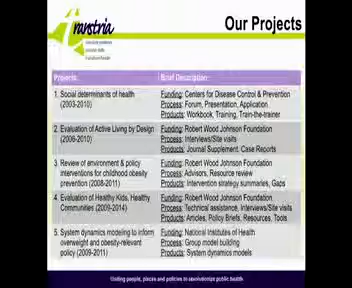 Transtria
Our Projects
Projects:
Brief Description:
1. Social determinants of health
(2003-2010)
Funding: Centers for Disease Control & Prevention
Process: Forum, Presentation, Application
Products: Workbook, Training, Train-the-trainer
2. Evaluation of Active Living by Design
(2006-2010)
Funding: Robert Wood Johnson Foundation
Process: Interviews/Site visits
Products: Journal Supplement, Case Reports
3. Review of environment & policy
interventions for childhood obesity
prevention (2008-2011)
Funding: Robert Wood Johnson Foundation
Process: Advisors, Resource review
Products: Intervention strategy summaries, Gaps
4. Evaluation of Healthy Kids, Healthy
Communities (2009-2014)
Funding: Robert Wood Johnson Foundation
Process: Technical assistance, Interviews/Site visits
Products: Articles, Policy Briefs, Resources, Tools
5. System dynamics modeling to inform
overweight and obesity-relevant
policy (2009-2011)
Funding: National Institutes of Health
Process: Group model building
Products: System dynamics models
Uniting people, places and policies to revolutionize public health